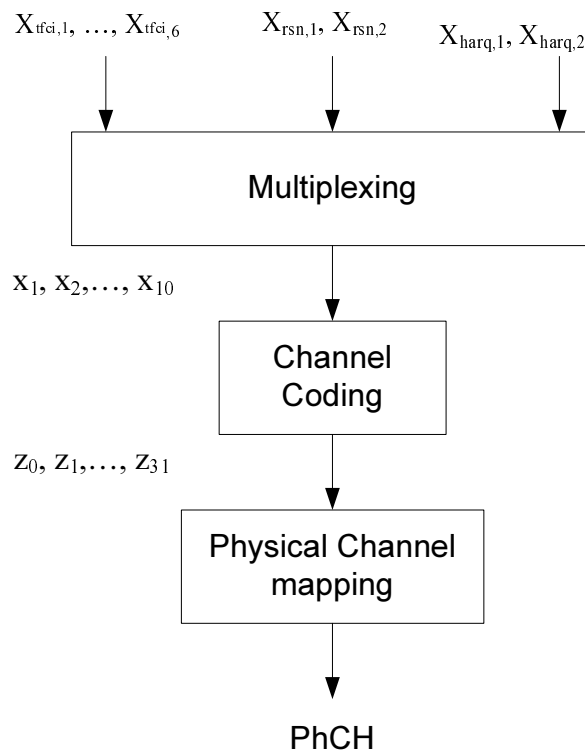 X_tfci,1, …, X_tfci,6
X_rsn,1, X_rsn,2
X_harq,1, X_harq,2
Multiplexing
x_1, x_2,…, x_10
Channel
Coding
z_0, z_1,…, z_31
Physical Channel
mapping
PhCH